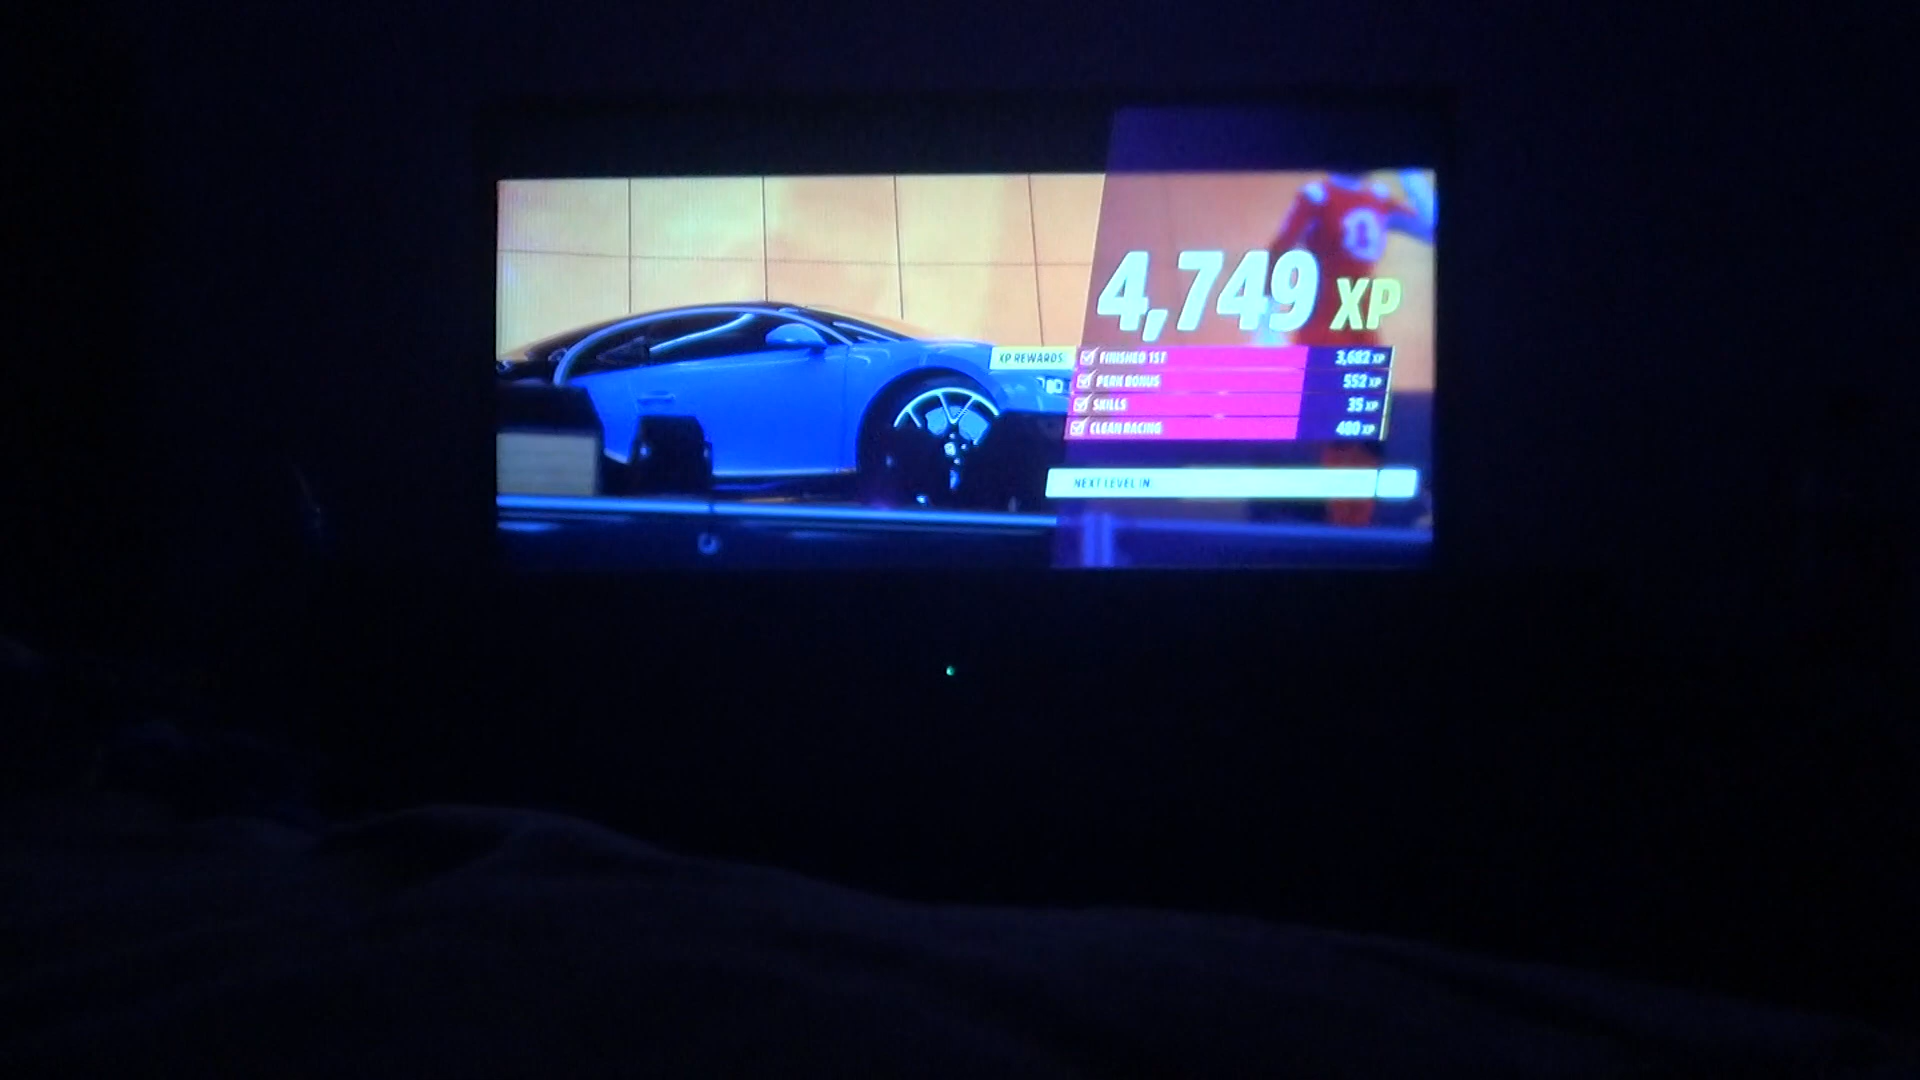 4,749 XP
XP REWARDS
FINISHED 1ST 3,682 XP
PERK BONUS 552 XP
SKILLS 35 XP
CLEAN RACING 480 XP
NEXT LEVEL IN
1